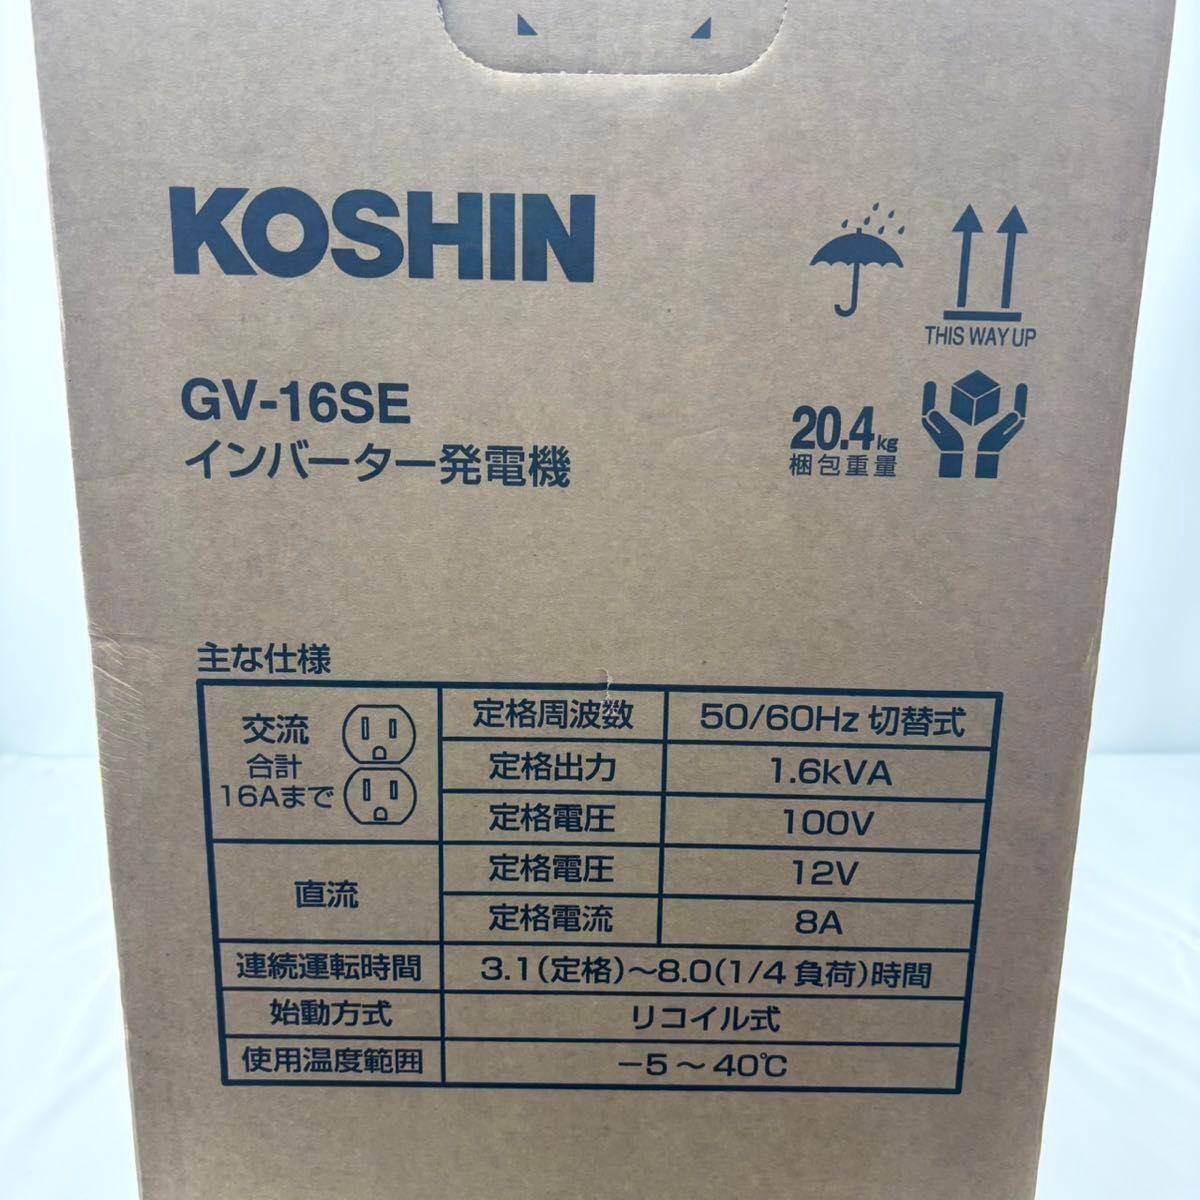 KOSHIN
THIS WAY UP
GV-16SE
インバーター発電機
20.4kg
梱包重量
主な仕様
交流
合計
16Aまで
定格周波数 50/60Hz 切替式
定格出力 1.6kVA
定格電圧 100V
直流
定格電圧 12V
定格電流 8A
連続運転時間 3.1(定格)～8.0(1/4負荷)時間
始動方式 リコイル式
使用温度範囲 －5～40℃